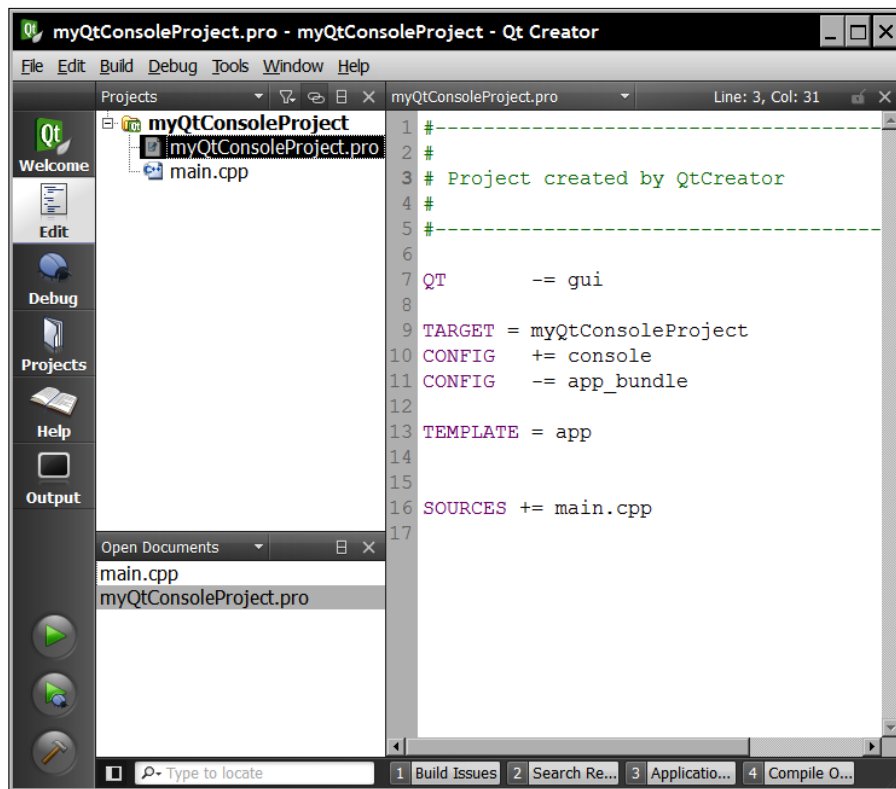 myQtConsoleProject.pro - myQtConsoleProject - Qt Creator
File Edit Build Debug Tools Window Help
Projects
myQtConsoleProject.pro
Line: 3, Col: 31
Qt
Welcome
Edit
Debug
Projects
Help
Output
myQtConsoleProject
myQtConsoleProject.pro
main.cpp
1 #-------------------------------------
2 #
3 # Project created by QtCreator
4 #
5 #-------------------------------------
6
7 QT       -= gui
8
9 TARGET = myQtConsoleProject
10 CONFIG   += console
11 CONFIG   -= app_bundle
12
13 TEMPLATE = app
14
15
16 SOURCES += main.cpp
17
Open Documents
main.cpp
myQtConsoleProject.pro
Type to locate
1 Build Issues 2 Search Re... 3 Applicatio... 4 Compile O...